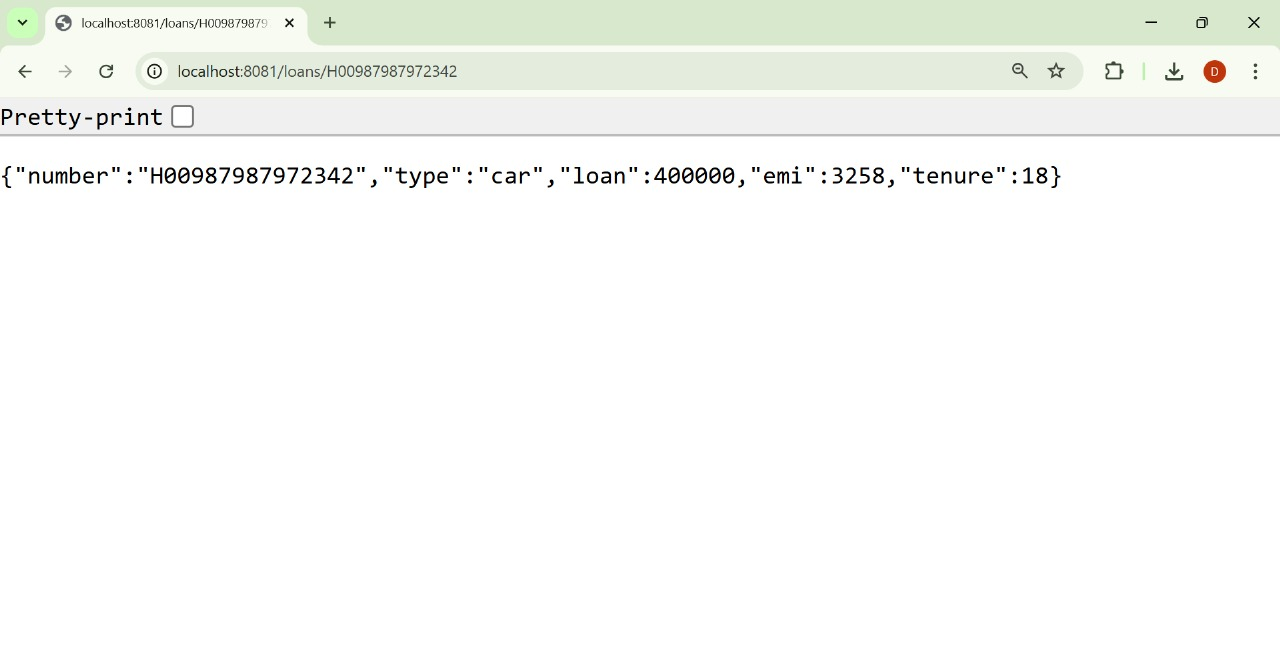 localhost:8081/loans/H009879879
localhost:8081/loans/H00987987972342
D
Pretty-print
{"number":"H00987987972342","type":"car","loan":400000,"emi":3258,"tenure":18}